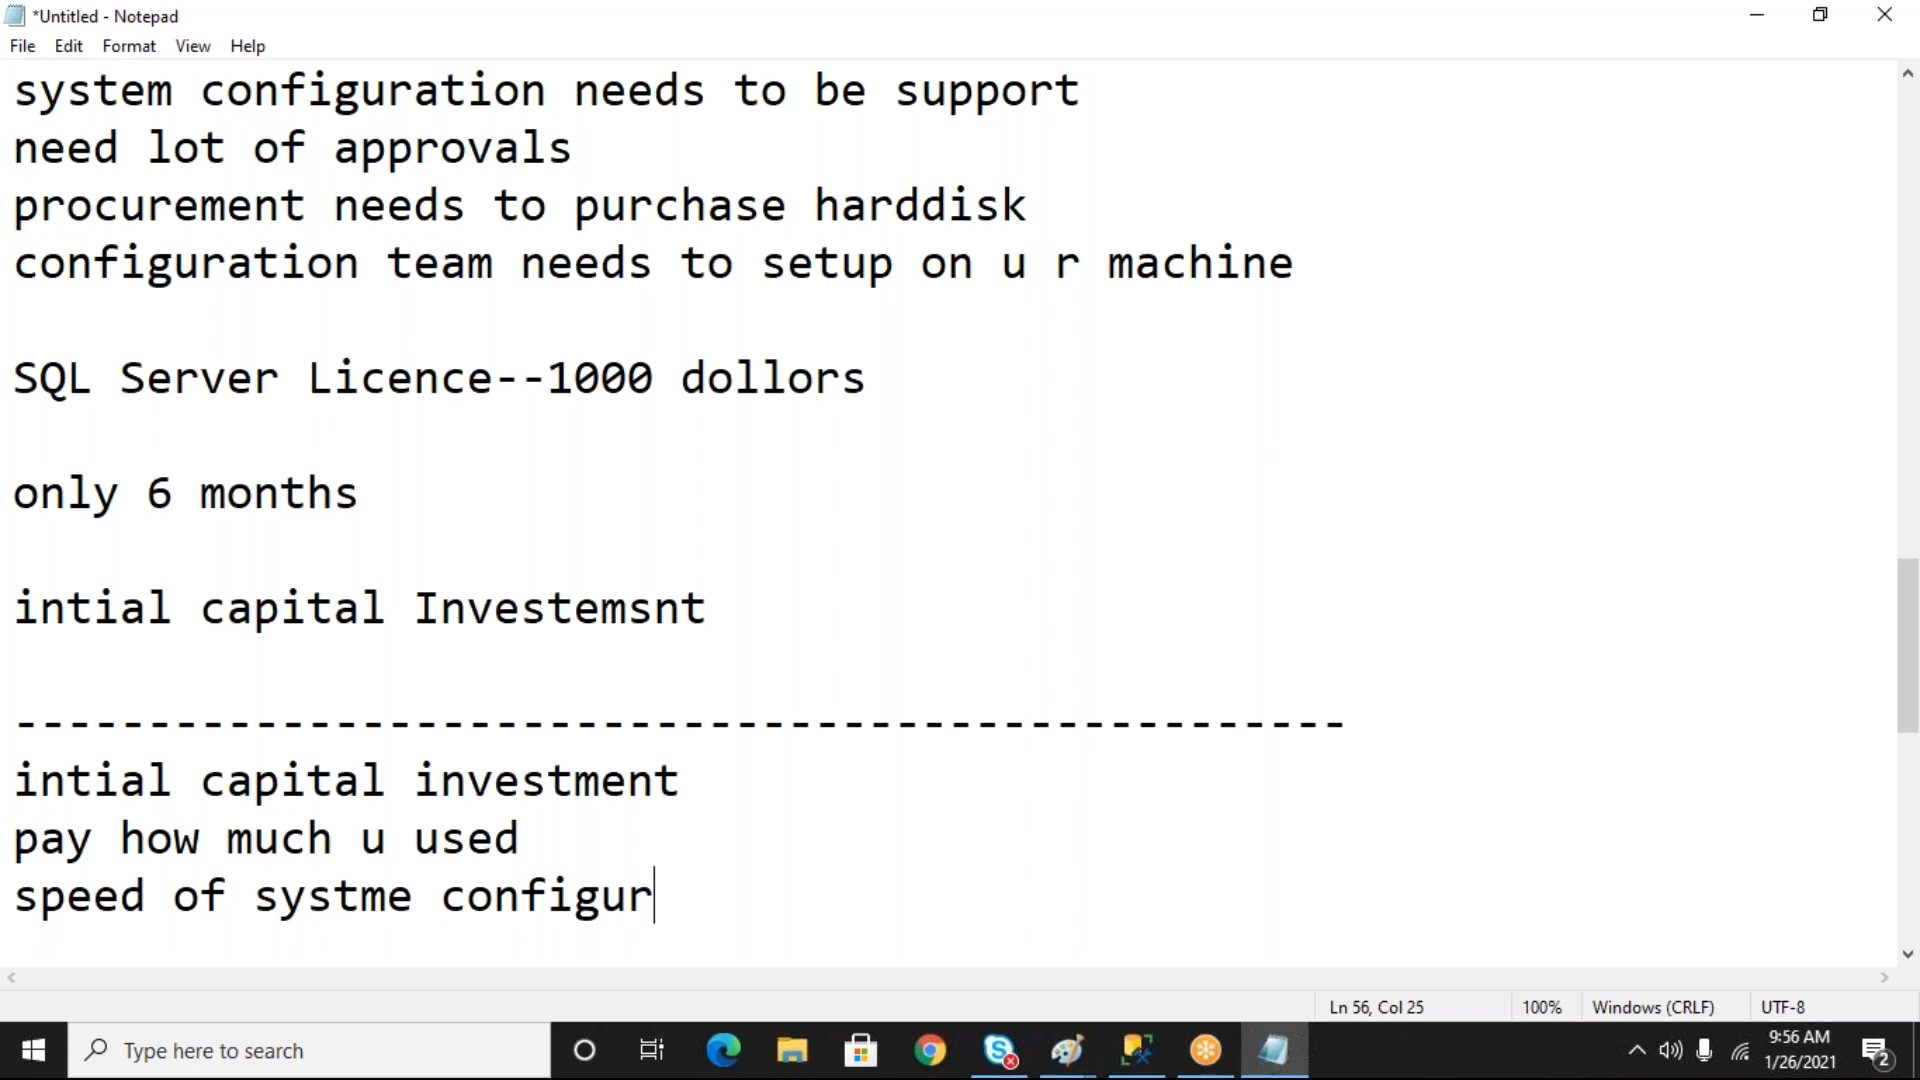 *Untitled - Notepad
File Edit Format View Help
system configuration needs to be support
need lot of approvals
procurement needs to purchase harddisk
configuration team needs to setup on u r machine
SQL Server Licence--1000 dollors
only 6 months
intial capital Investemsnt
--------------------------------------------------
intial capital investment
pay how much u used
speed of systme configur
Ln 56, Col 25 100% Windows (CRLF) UTF-8
Type here to search
9:56 AM
1/26/2021
2